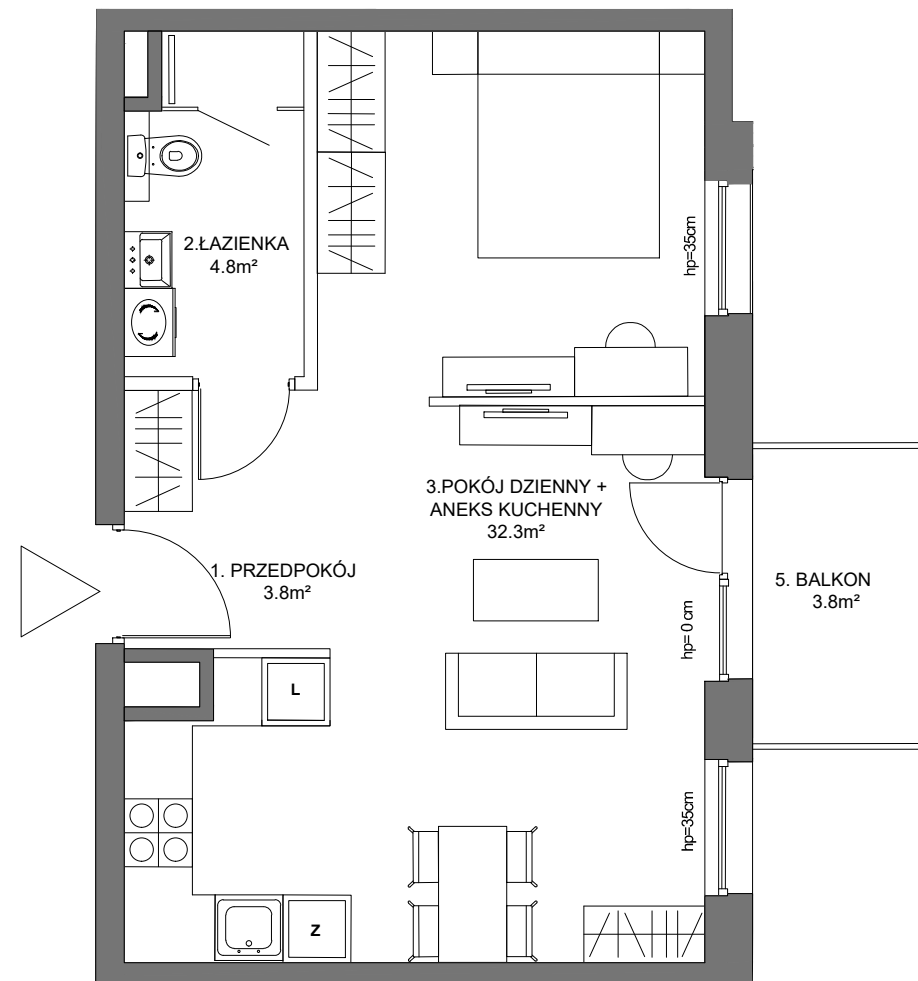 2.ŁAZIENKA
4.8m²
hp=35cm
3.POKÓJ DZIENNY +
ANEKS KUCHENNY
32.3m²
1. PRZEDPOKÓJ
3.8m²
5. BALKON
3.8m²
hp= 0 cm
L
hp=35cm
Z